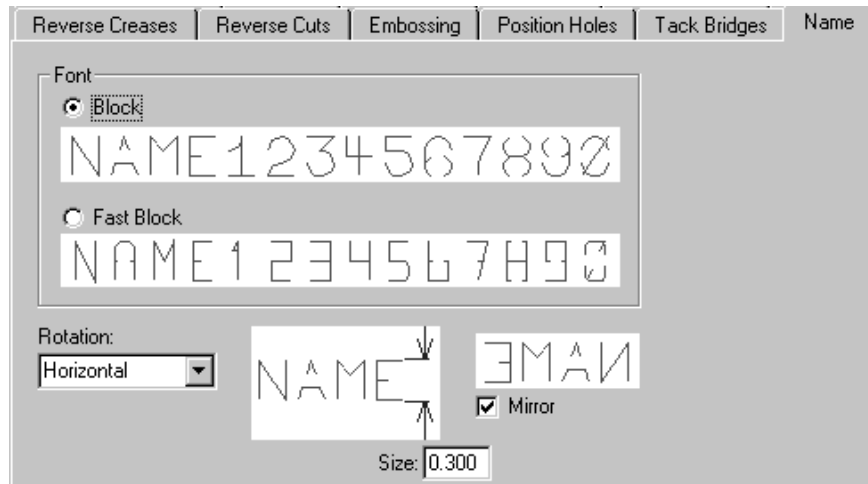 Reverse Creases Reverse Cuts Embossing Position Holes Tack Bridges Name
Font
Block
NAME1234567890
Fast Block
NAME1234567890
Rotation:
Horizontal
NAME
EMAN
Mirror
Size: 0.300